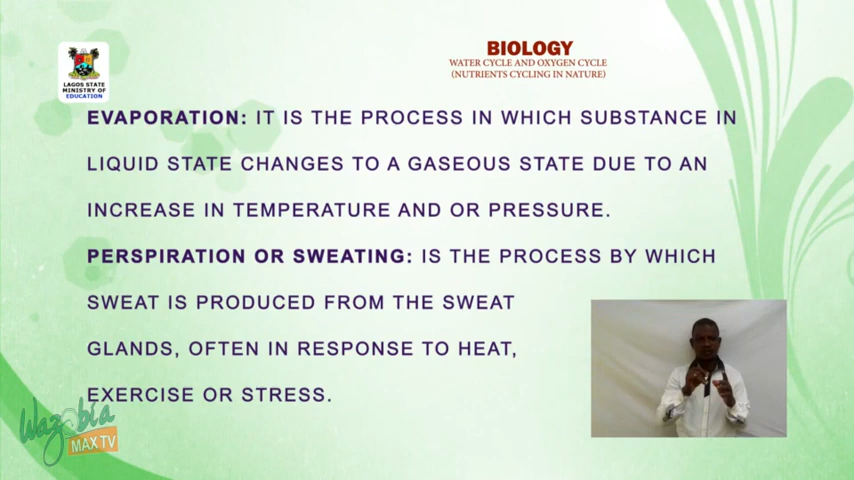 BIOLOGY
WATER CYCLE AND OXYGEN CYCLE
(NUTRIENTS CYCLING IN NATURE)
LAGOS STATE
MINISTRY OF
EDUCATION
EVAPORATION: IT IS THE PROCESS IN WHICH SUBSTANCE IN
LIQUID STATE CHANGES TO A GASEOUS STATE DUE TO AN
INCREASE IN TEMPERATURE AND OR PRESSURE.
PERSPIRATION OR SWEATING: IS THE PROCESS BY WHICH
SWEAT IS PRODUCED FROM THE SWEAT
GLANDS, OFTEN IN RESPONSE TO HEAT,
EXERCISE OR STRESS.
Wazobia
MAX TV